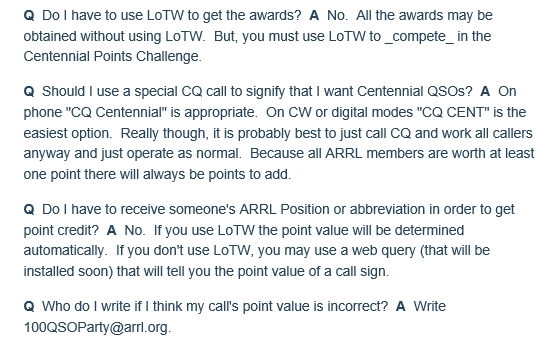 Q Do I have to use LoTW to get the awards? A No. All the awards may be
obtained without using LoTW. But, you must use LoTW to _compete_ in the
Centennial Points Challenge.
Q Should I use a special CQ call to signify that I want Centennial QSOs? A On
phone "CQ Centennial" is appropriate. On CW or digital modes "CQ CENT" is the
easiest option. Really though, it is probably best to just call CQ and work all callers
anyway and just operate as normal. Because all ARRL members are worth at least
one point there will always be points to add.
Q Do I have to receive someone's ARRL Position or abbreviation in order to get
point credit? A No. If you use LoTW the point value will be determined
automatically. If you don't use LoTW, you may use a web query (that will be
installed soon) that will tell you the point value of a call sign.
Q Who do I write if I think my call's point value is incorrect? A Write
100QSOParty@arrl.org.